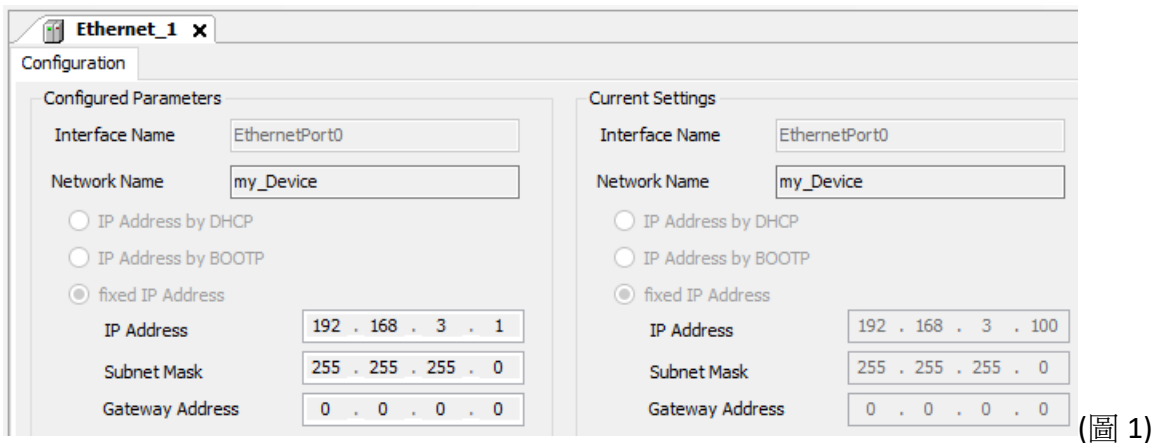 Ethernet_1 x
Configuration
Configured Parameters Current Settings
Interface Name EthernetPort0 Interface Name EthernetPort0
Network Name my_Device Network Name my_Device
IP Address by DHCP IP Address by DHCP
IP Address by BOOTP IP Address by BOOTP
fixed IP Address fixed IP Address
IP Address 192 . 168 . 3 . 1 IP Address 192 . 168 . 3 . 100
Subnet Mask 255 . 255 . 255 . 0 Subnet Mask 255 . 255 . 255 . 0
Gateway Address 0 . 0 . 0 . 0 Gateway Address 0 . 0 . 0 . 0
(圖 1)